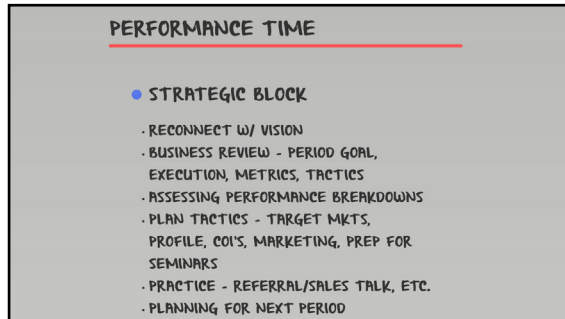 PERFORMANCE TIME
● STRATEGIC BLOCK
· RECONNECT W/ VISION
· BUSINESS REVIEW - PERIOD GOAL,
EXECUTION, METRICS, TACTICS
· ASSESSING PERFORMANCE BREAKDOWNS
· PLAN TACTICS - TARGET MKTS,
PROFILE, COI'S, MARKETING, PREP FOR
SEMINARS
· PRACTICE - REFERRAL/SALES TALK, ETC.
· PLANNING FOR NEXT PERIOD